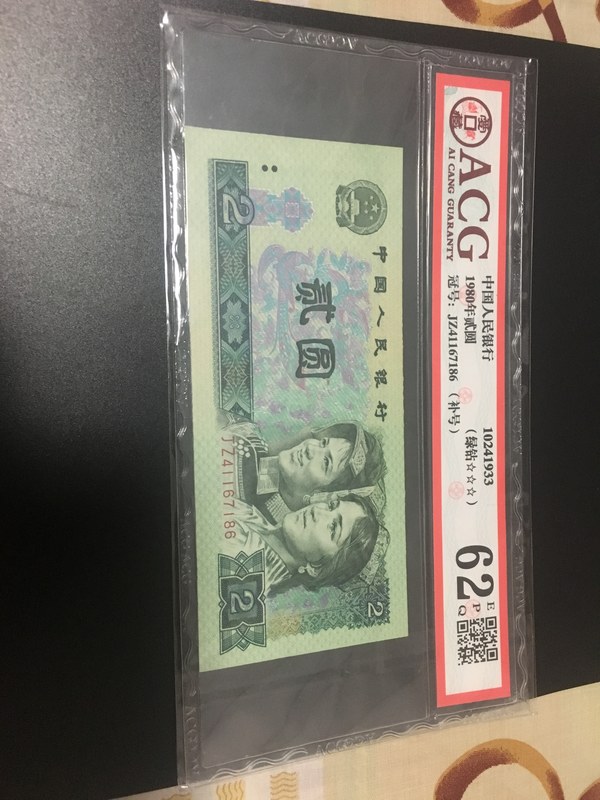 ACG
AI CANG GUARANTY
中国人民银行 10241933
1980年贰圆 (绿钻☆☆☆)
冠号：JZ41167186 (补号)
62
E
P
Q
中国人民银行
贰圆
2
JZ41167186
2
2